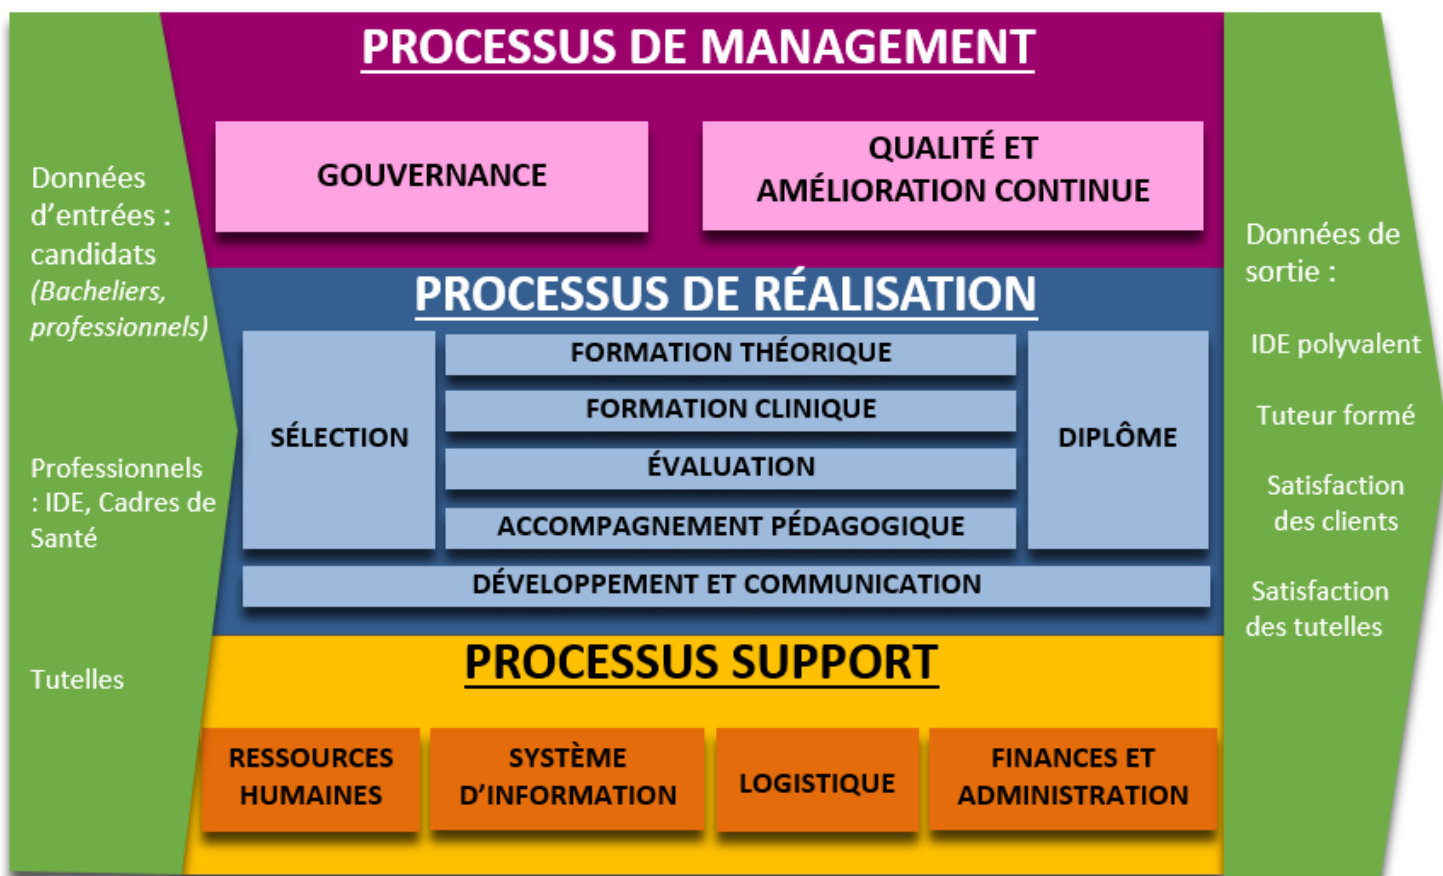 PROCESSUS DE MANAGEMENT
GOUVERNANCE
QUALITÉ ET
AMÉLIORATION CONTINUE
Données
d'entrées :
candidats
(Bacheliers,
professionnels)
Professionnels
: IDE, Cadres de
Santé
Tutelles
PROCESSUS DE RÉALISATION
SÉLECTION
FORMATION THÉORIQUE
FORMATION CLINIQUE
ÉVALUATION
ACCOMPAGNEMENT PÉDAGOGIQUE
DIPLÔME
DÉVELOPPEMENT ET COMMUNICATION
PROCESSUS SUPPORT
RESSOURCES
HUMAINES
SYSTÈME
D'INFORMATION
LOGISTIQUE
FINANCES ET
ADMINISTRATION
Données de
sortie :
IDE polyvalent
Tuteur formé
Satisfaction
des clients
Satisfaction
des tutelles